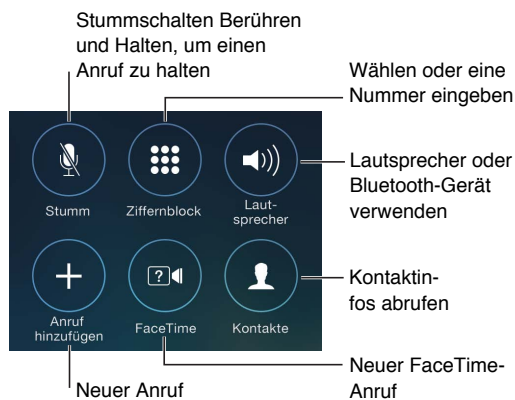 Stummschalten Berühren
und Halten, um einen
Anruf zu halten
Wählen oder eine
Nummer eingeben
Lautsprecher oder
Bluetooth-Gerät
verwenden
Stumm
Ziffernblock
Laut-
sprecher
?
Kontaktin-
fos abrufen
Anruf
hinzufügen
FaceTime
Kontakte
Neuer Anruf
Neuer FaceTime-
Anruf